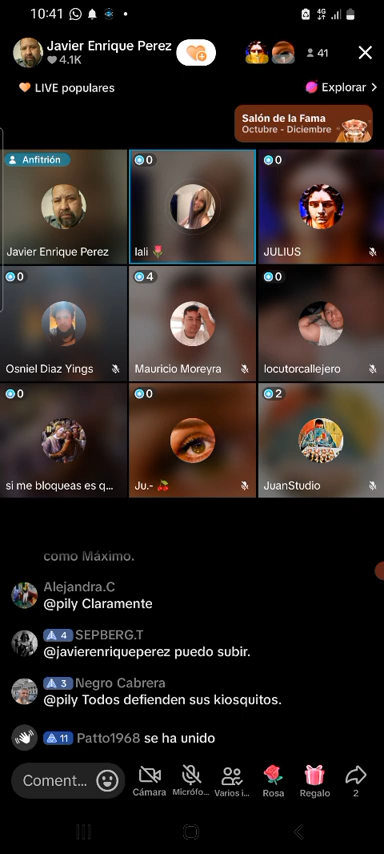 10:41
4G
Javier Enrique Perez
4.1K
41
LIVE populares
Explorar
Salón de la Fama
Octubre - Diciembre
Anfitrión
Javier Enrique Perez
0
lali 🌷
0
JULIUS
0
Osniel Diaz Yings
4
Mauricio Moreyra
0
locutorcallejero
0
si me bloqueas es q...
0
Ju.- 🍒
2
JuanStudio
como Máximo.
Alejandra.C
@pily Claramente
4 SEPBERG.T
@javierenriqueperez puedo subir.
3 Negro Cabrera
@pily Todos defienden sus kiosquitos.
11 Patto1968 se ha unido
Coment...
Cámara
Micrófo...
Varios i...
Rosa
Regalo
2